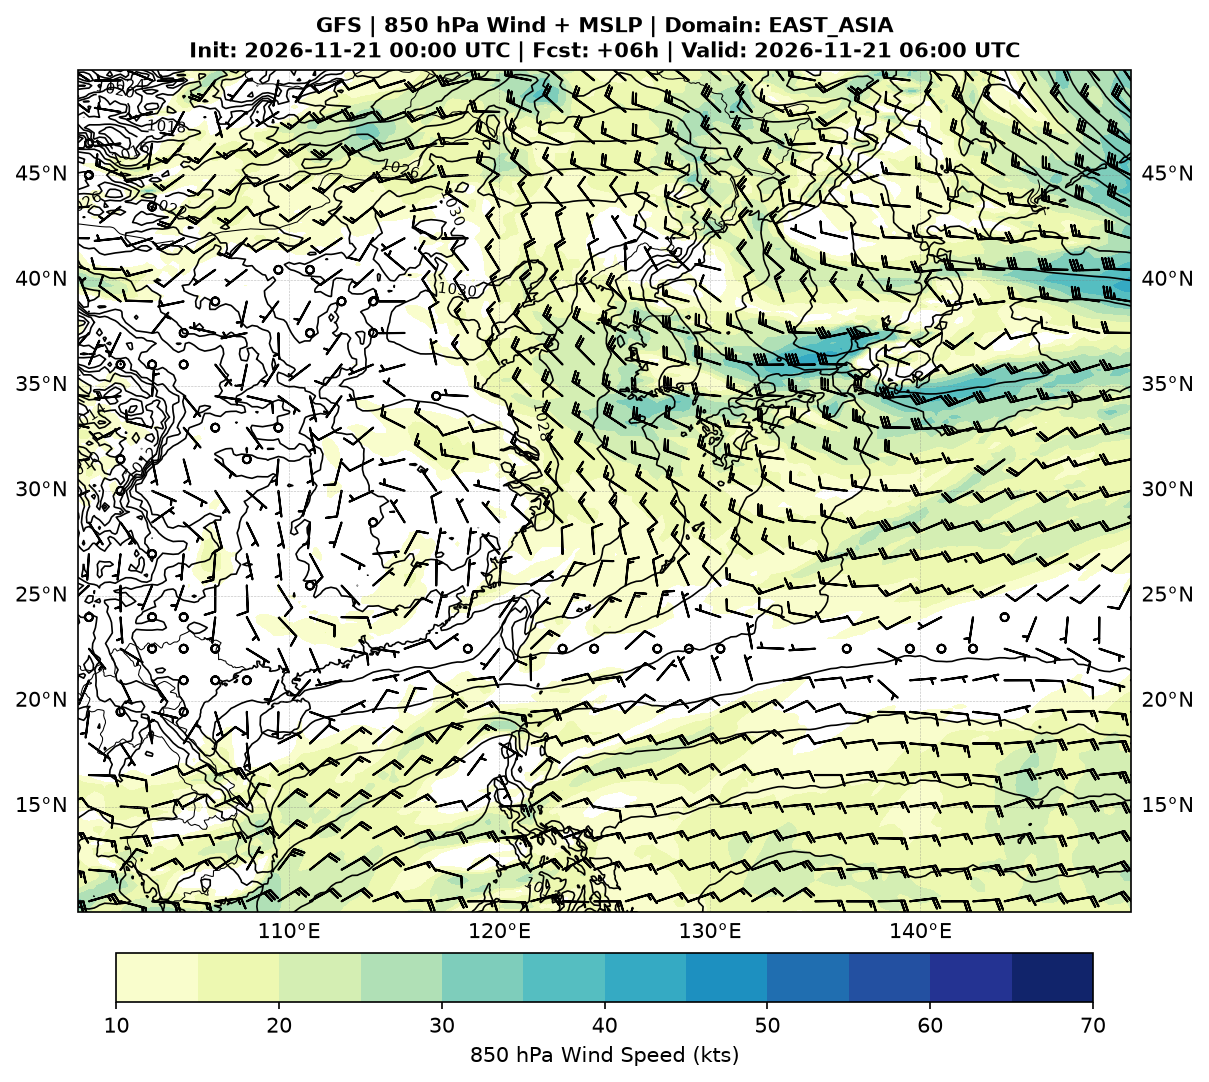 GFS | 850 hPa Wind + MSLP | Domain: EAST_ASIA
Init: 2026-11-21 00:00 UTC | Fcst: +06h | Valid: 2026-11-21 06:00 UTC
1018
1026
1030
45°N 45°N
40°N 40°N
1030
35°N 35°N
1028
30°N 30°N
25°N 25°N
20°N 20°N
15°N 15°N
110°E 120°E 130°E 140°E
10 20 30 40 50 60 70
850 hPa Wind Speed (kts)